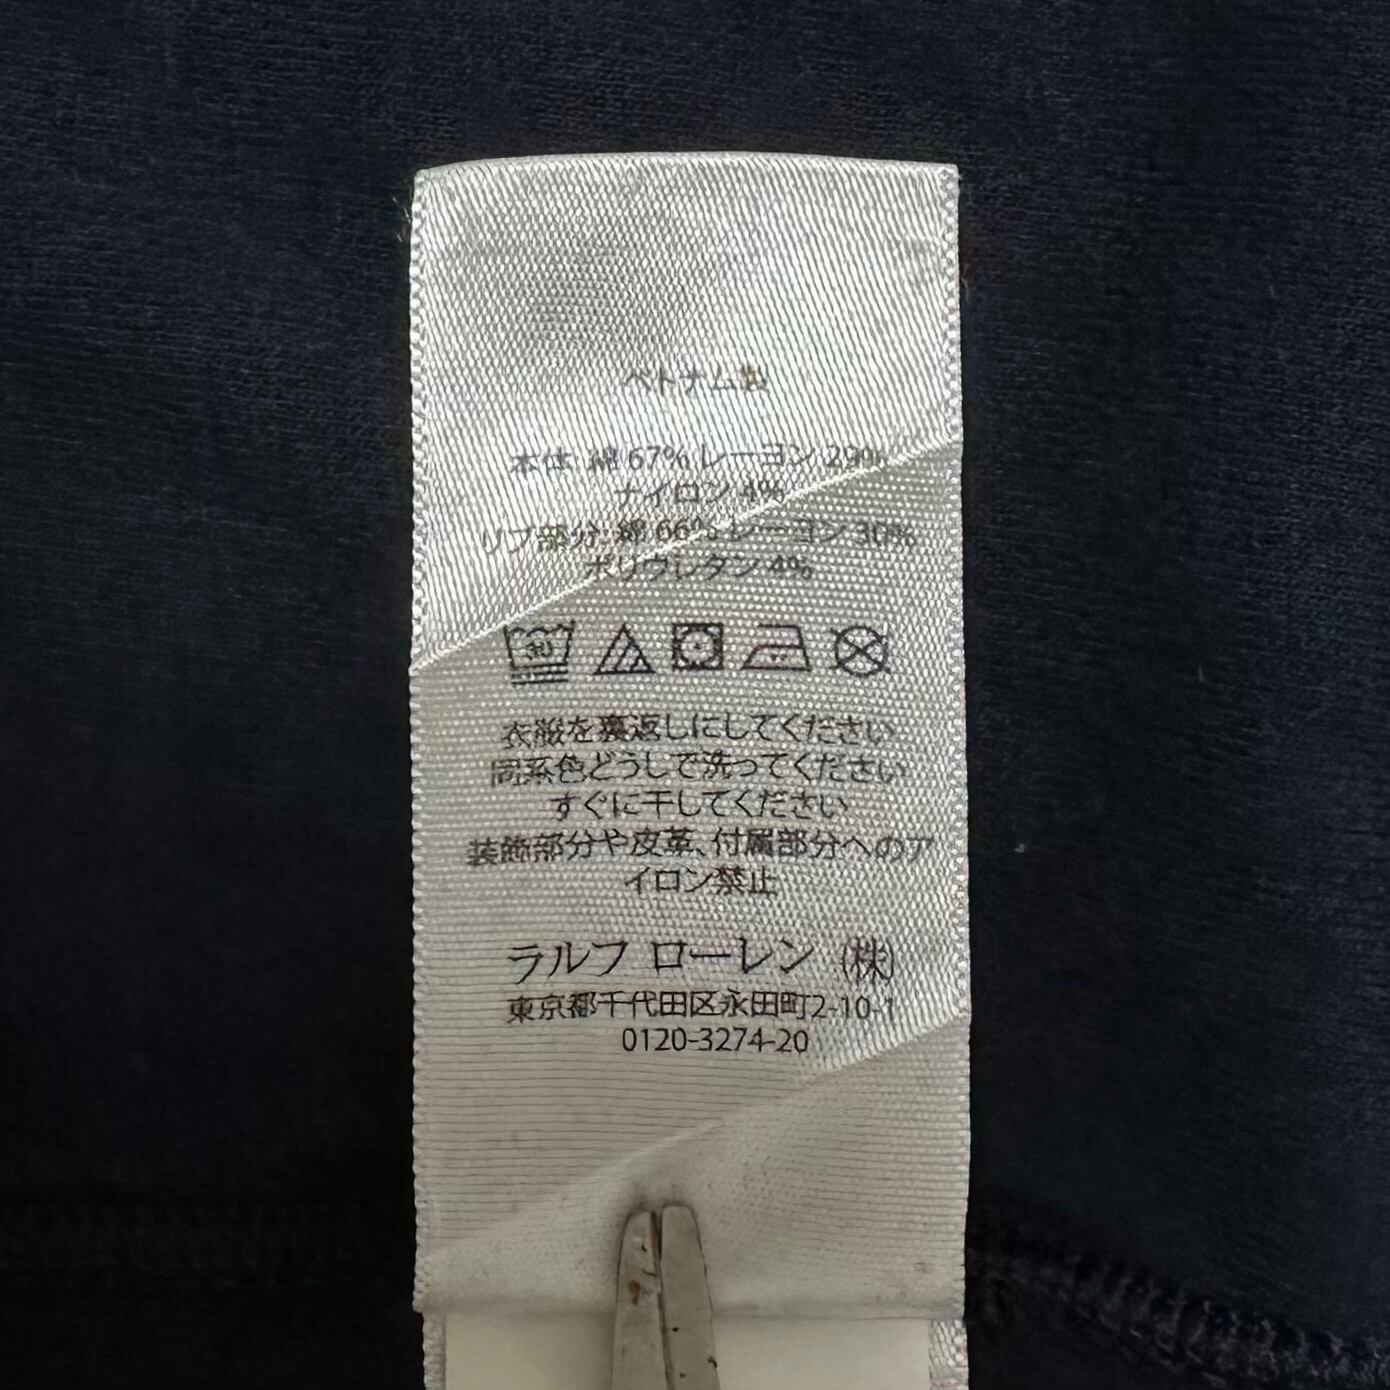 ベトナム製
本体: 綿 67% レーヨン 29%
ナイロン 4%
リブ部分: 綿 66% レーヨン 30%
ポリウレタン 4%
40
衣服を裏返しにしてください
同系色どうしで洗ってください
すぐに干してください
装飾部分や皮革、付属部分へのア
イロン禁止
ラルフ ローレン (株)
東京都千代田区永田町2-10-1
0120-3274-20